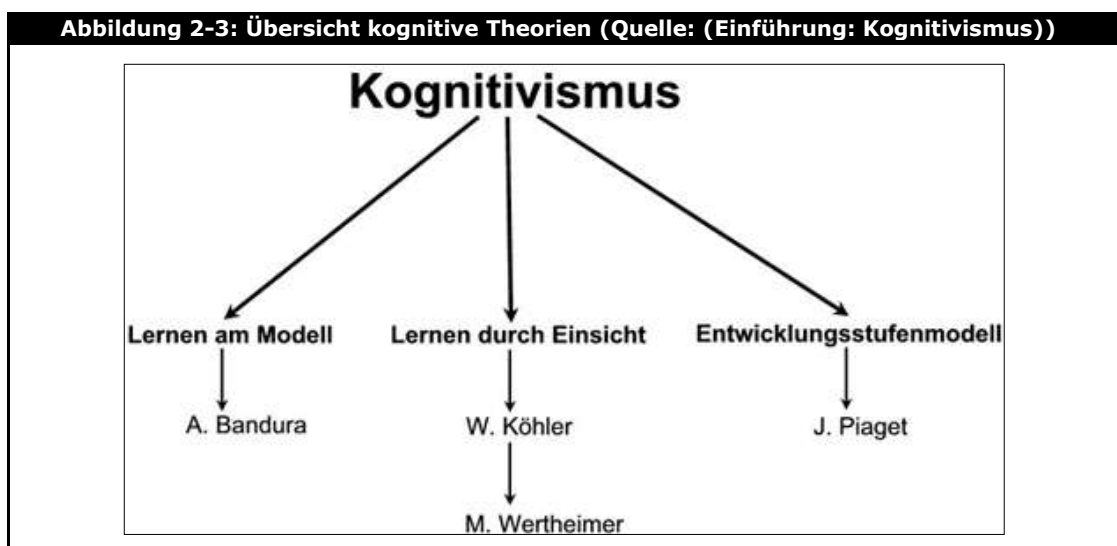 Abbildung 2-3: Übersicht kognitive Theorien (Quelle: (Einführung: Kognitivismus))
Kognitivismus
Lernen am Modell Lernen durch Einsicht Entwicklungsstufenmodell
A. Bandura W. Köhler J. Piaget
M. Wertheimer